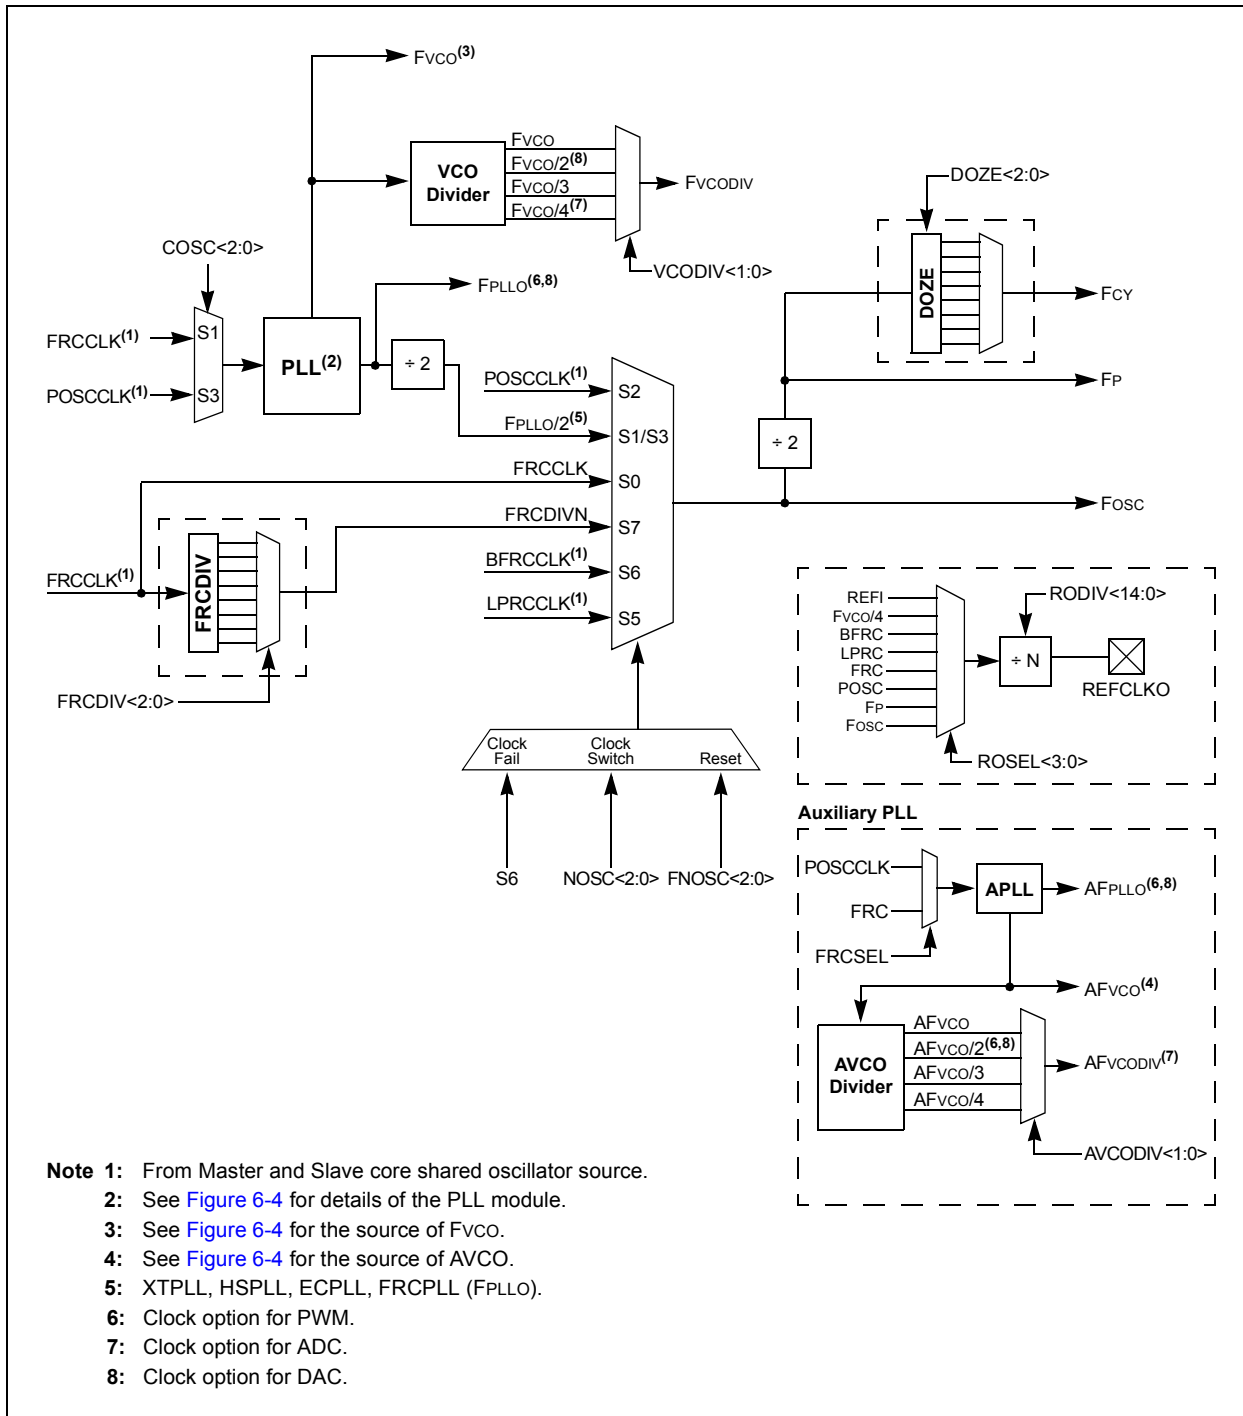 FVCO(3)
VCO
Divider
FVCO
FVCO/2(8)
FVCO/3
FVCO/4(7)
FVCODIV
VCODIV<1:0>
DOZE<2:0>
DOZE
FCY
COSC<2:0>
FPLLO(6,8)
FRCCLK(1)
S1
POSCCLK(1)
S3
PLL(2)
÷ 2
POSCCLK(1)
S2
FP
FPLLO/2(5)
S1/S3
÷ 2
FRCCLK
S0
FOSC
FRCDIVN
S7
FRCCLK(1)
FRCDIV
BFRCCLK(1)
S6
LPRCCLK(1)
S5
FRCDIV<2:0>
Clock
Fail
Clock
Switch
Reset
S6
NOSC<2:0>
FNOSC<2:0>
REFI
FVCO/4
BFRC
LPRC
FRC
POSC
FP
FOSC
RODIV<14:0>
÷ N
REFCLKO
ROSEL<3:0>
Auxiliary PLL
POSCCLK
FRC
FRCSEL
APLL
AFPLLO(6,8)
AFVCO(4)
AVCO
Divider
AFVCO
AFVCO/2(6,8)
AFVCO/3
AFVCO/4
AFVCODIV(7)
AVCODIV<1:0>
Note 1: From Master and Slave core shared oscillator source.
2: See Figure 6-4 for details of the PLL module.
3: See Figure 6-4 for the source of FVCO.
4: See Figure 6-4 for the source of AVCO.
5: XTPLL, HSPLL, ECPLL, FRCPLL (FPLLO).
6: Clock option for PWM.
7: Clock option for ADC.
8: Clock option for DAC.